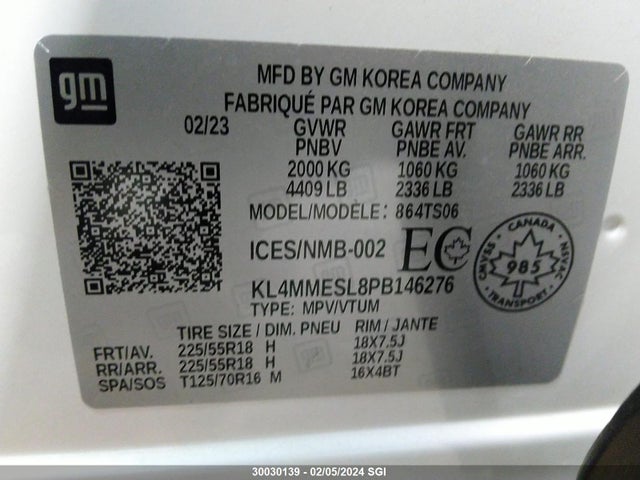 gm
MFD BY GM KOREA COMPANY
FABRIQUÉ PAR GM KOREA COMPANY
02/23 GVWR GAWR FRT GAWR RR
PNBV PNBE AV. PNBE ARR.
2000 KG 1060 KG 1060 KG
4409 LB 2336 LB 2336 LB
MODEL/MODÈLE: 864TS06
ICES/NMB-002 EC
CANADA
CMVSS 985 NSVAC
TRANSPORT
KL4MMESL8PB146276
TYPE: MPV/VTUM
TIRE SIZE / DIM. PNEU RIM / JANTE
FRT/AV. 225/55R18 H 18X7.5J
RR/ARR. 225/55R18 H 18X7.5J
SPA/SOS T125/70R16 M 16X4BT
30030139 - 02/05/2024 SGI